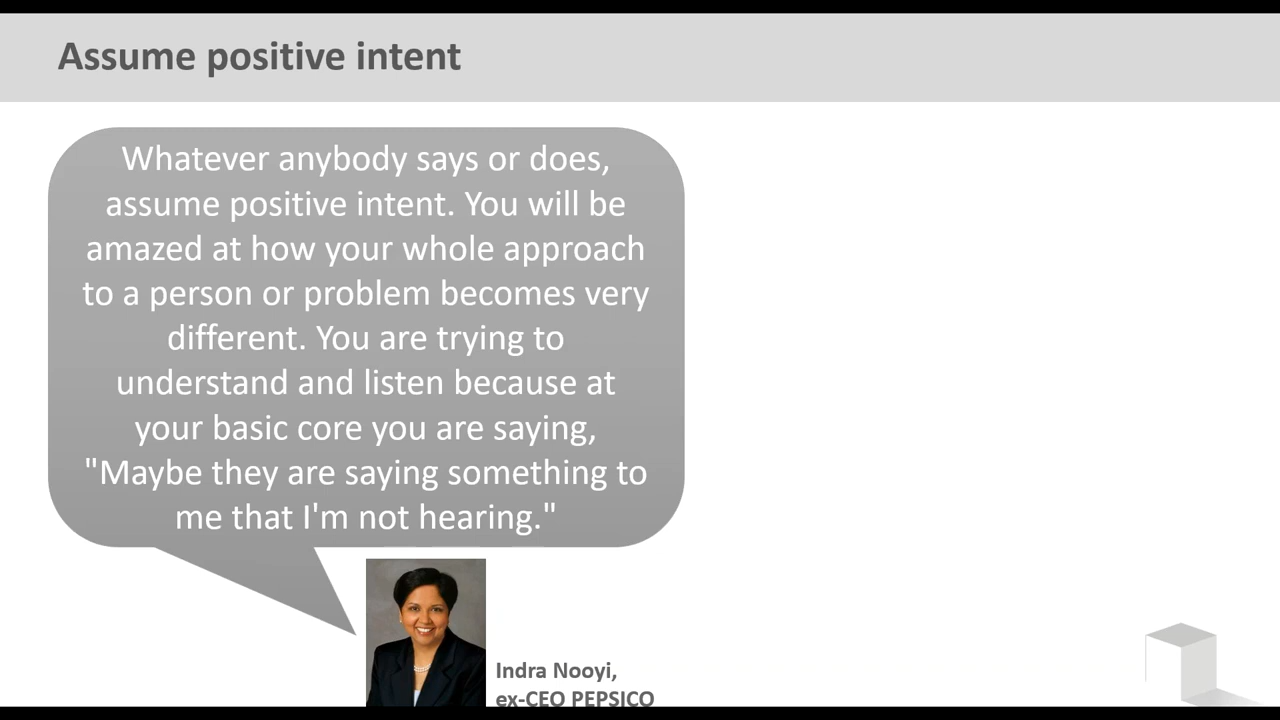 Assume positive intent
Whatever anybody says or does,
assume positive intent. You will be
amazed at how your whole approach
to a person or problem becomes very
different. You are trying to
understand and listen because at
your basic core you are saying,
"Maybe they are saying something to
me that I'm not hearing."
Indra Nooyi,
ex-CEO PEPSICO